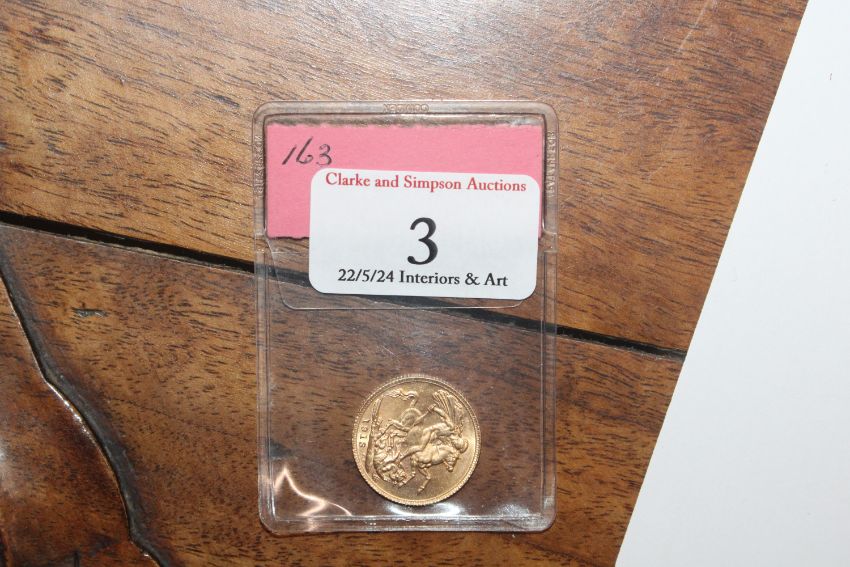 163
Clarke and Simpson Auctions
3
22/5/24 Interiors & Art